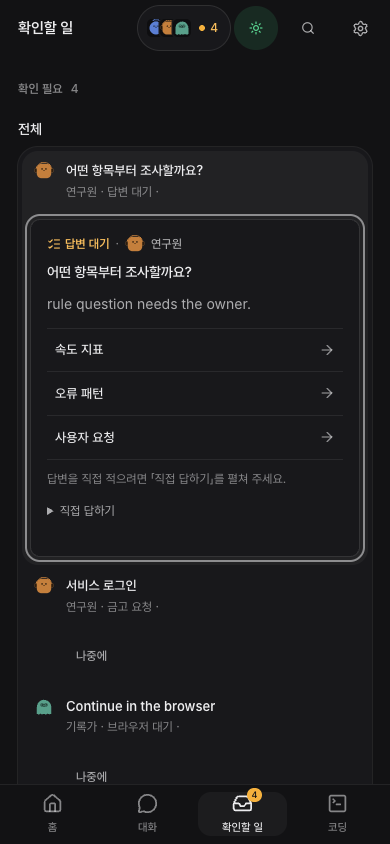 확인할 일
4
확인 필요 4
전체
어떤 항목부터 조사할까요?
연구원 · 답변 대기 ·
답변 대기 · 연구원
어떤 항목부터 조사할까요?
rule question needs the owner.
속도 지표
오류 패턴
사용자 요청
답변을 직접 적으려면 「직접 답하기」를 펼쳐 주세요.
직접 답하기
서비스 로그인
연구원 · 금고 요청 ·
나중에
Continue in the browser
기록가 · 브라우저 대기 ·
나중에
4
홈 대화 확인할 일 코딩